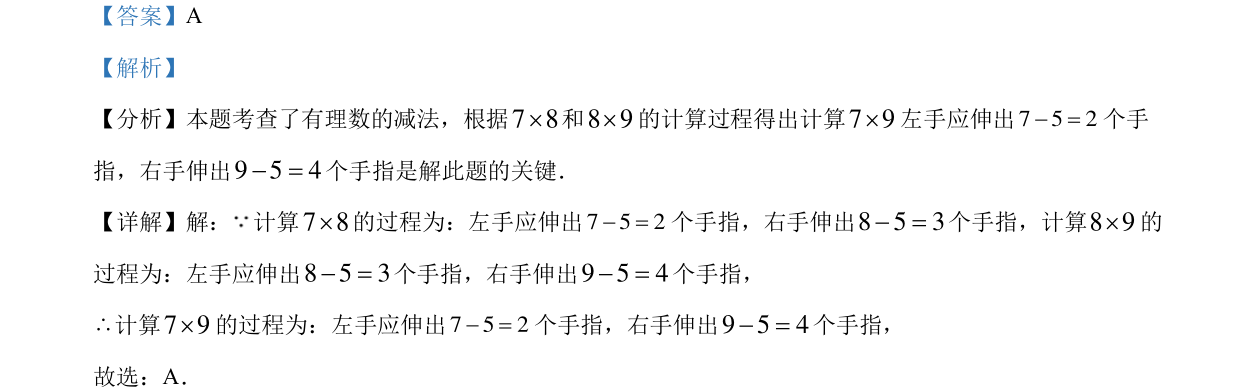 【答案】A
【解析】
【分析】本题考查了有理数的减法，根据7×8和8×9的计算过程得出计算7×9左手应伸出7−5=2个手
指，右手伸出9−5=4个手指是解此题的关键．
【详解】解：∵计算7×8的过程为：左手应伸出7−5=2个手指，右手伸出8−5=3个手指，计算8×9的
过程为：左手应伸出8−5=3个手指，右手伸出9−5=4个手指，
∴计算7×9的过程为：左手应伸出7−5=2个手指，右手伸出9−5=4个手指，
故选：A．